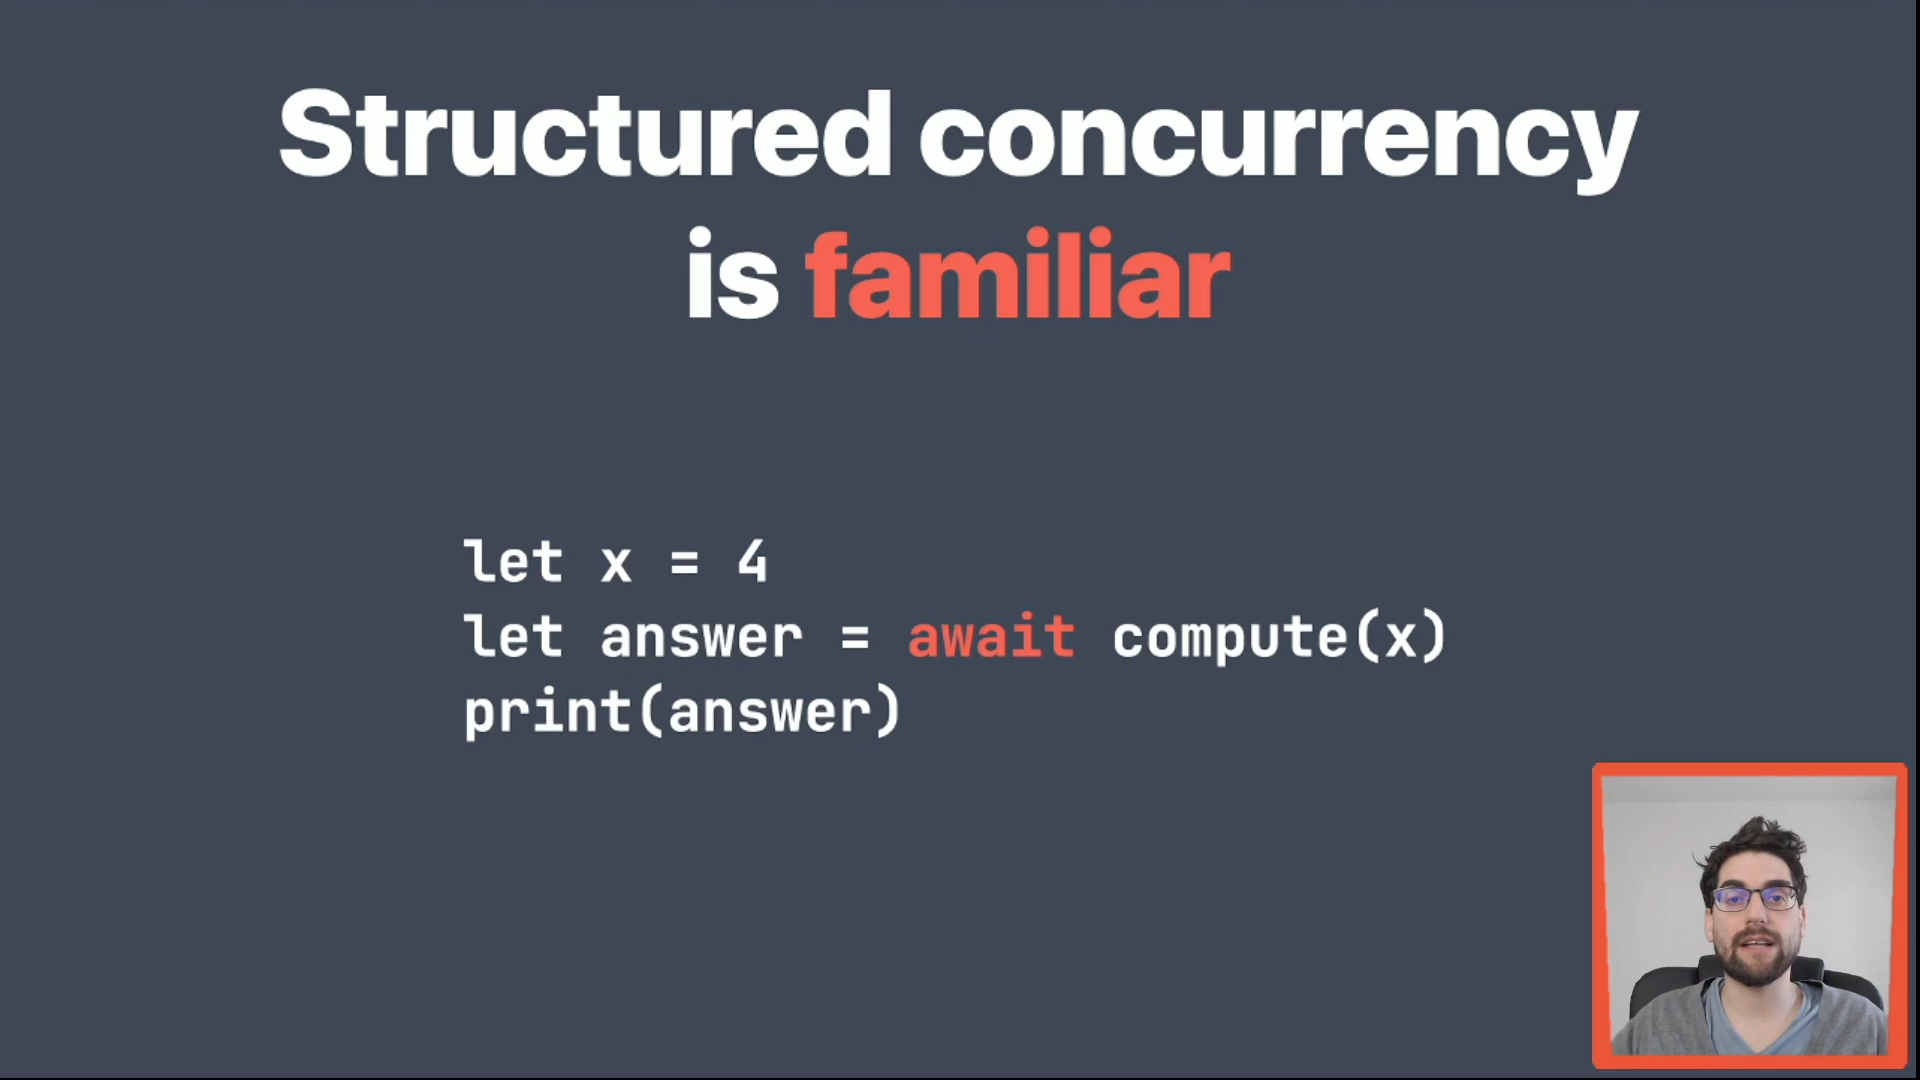 Structured concurrency
is familiar
let x = 4
let answer = await compute(x)
print(answer)